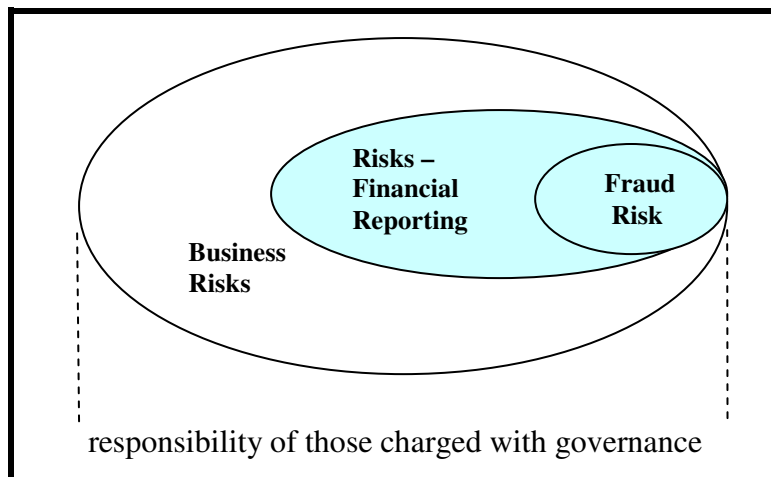 Risks –
Financial
Reporting
Fraud
Risk
Business
Risks
responsibility of those charged with governance